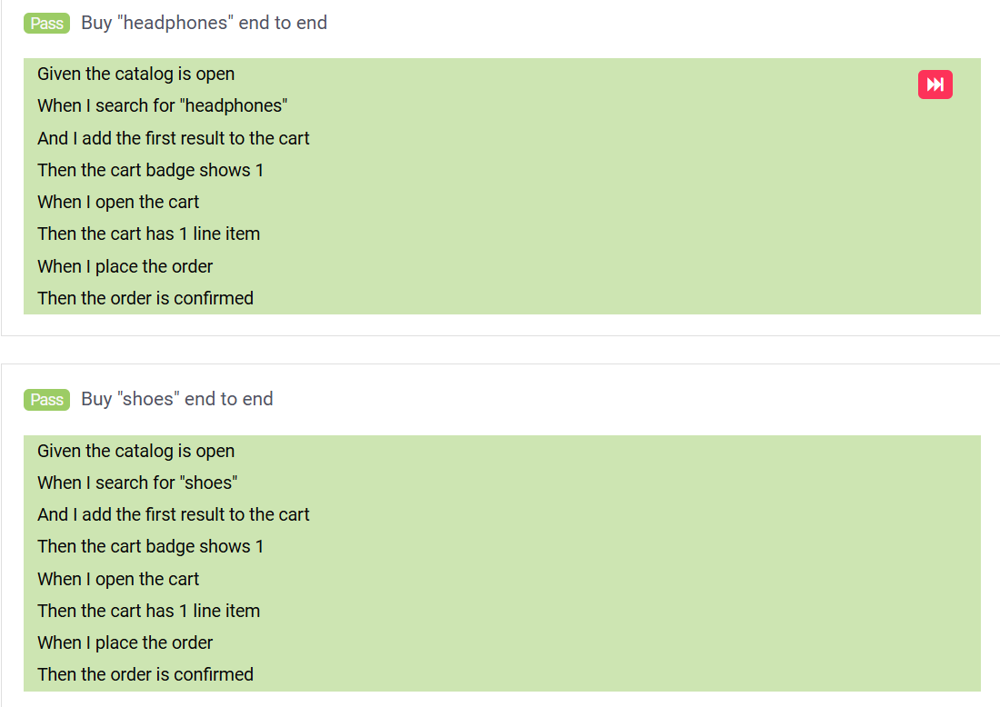 Pass Buy "headphones" end to end
Given the catalog is open
When I search for "headphones"
And I add the first result to the cart
Then the cart badge shows 1
When I open the cart
Then the cart has 1 line item
When I place the order
Then the order is confirmed
Pass Buy "shoes" end to end
Given the catalog is open
When I search for "shoes"
And I add the first result to the cart
Then the cart badge shows 1
When I open the cart
Then the cart has 1 line item
When I place the order
Then the order is confirmed